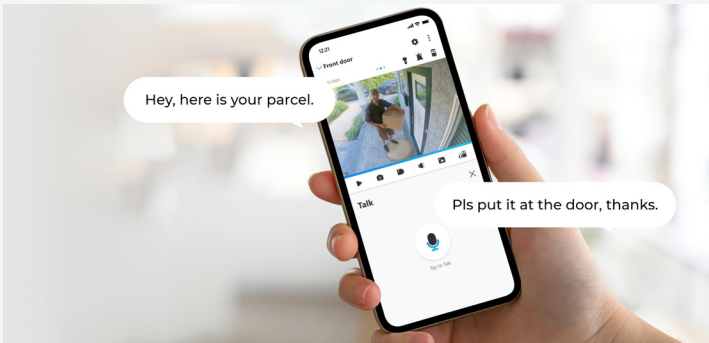 12:21
Front door
Hey, here is your parcel.
Talk
Pls put it at the door, thanks.
Tap to Talk